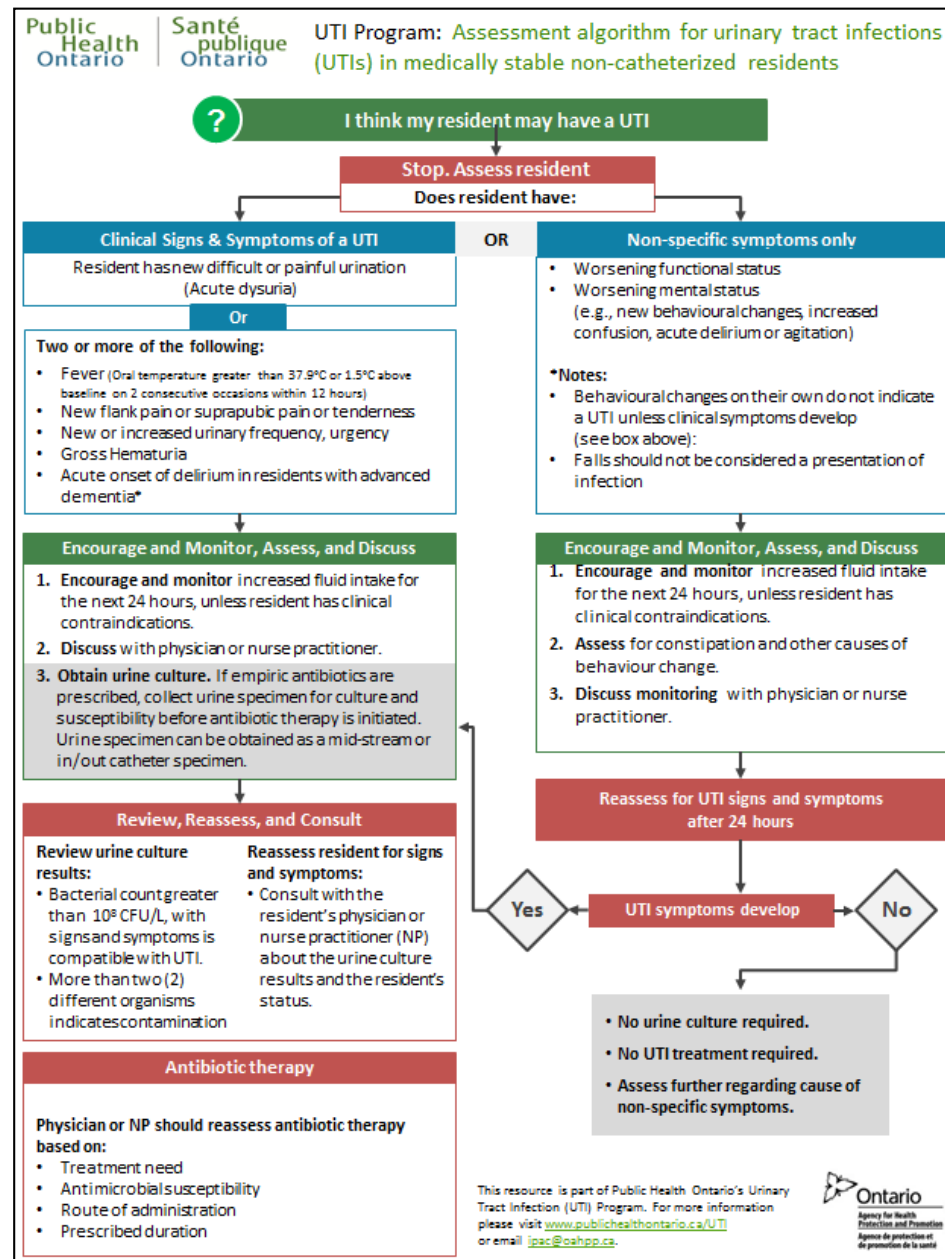 Public
Health
Ontario
Santé
publique
Ontario
UTI Program: Assessment algorithm for urinary tract infections
(UTIs) in medically stable non-catheterized residents
?
I think my resident may have a UTI
Stop. Assess resident
Does resident have:
Clinical Signs & Symptoms of a UTI
Resident has new difficult or painful urination
(Acute dysuria)
Or
Two or more of the following:
• Fever (Oral temperature greater than 37.9°C or 1.5°C above
baseline on 2 consecutive occasions within 12 hours)
• New flank pain or suprapubic pain or tenderness
• New or increased urinary frequency, urgency
• Gross Hematuria
• Acute onset of delirium in residents with advanced
dementia*
OR
Non-specific symptoms only
• Worsening functional status
• Worsening mental status
(e.g., new behavioural changes, increased
confusion, acute delirium or agitation)
*Notes:
• Behavioural changes on their own do not indicate
a UTI unless clinical symptoms develop
(see box above):
• Falls should not be considered a presentation of
infection
Encourage and Monitor, Assess, and Discuss
1. Encourage and monitor increased fluid intake for
the next 24 hours, unless resident has clinical
contraindications.
2. Discuss with physician or nurse practitioner.
3. Obtain urine culture. If empiric antibiotics are
prescribed, collect urine specimen for culture and
susceptibility before antibiotic therapy is initiated.
Urine specimen can be obtained as a mid-stream or
in/out catheter specimen.
Encourage and Monitor, Assess, and Discuss
1. Encourage and monitor increased fluid intake
for the next 24 hours, unless resident has
clinical contraindications.
2. Assess for constipation and other causes of
behaviour change.
3. Discuss monitoring with physician or nurse
practitioner.
Reassess for UTI signs and symptoms
after 24 hours
Yes
UTI symptoms develop
No
Review, Reassess, and Consult
Review urine culture
results:
• Bacterial count greater
than 10⁸ CFU/L, with
signs and symptoms is
compatible with UTI.
• More than two (2)
different organisms
indicates contamination
Reassess resident for signs
and symptoms:
• Consult with the
resident's physician or
nurse practitioner (NP)
about the urine culture
results and the resident's
status.
• No urine culture required.
• No UTI treatment required.
• Assess further regarding cause of
non-specific symptoms.
Antibiotic therapy
Physician or NP should reassess antibiotic therapy
based on:
• Treatment need
• Antimicrobial susceptibility
• Route of administration
• Prescribed duration
This resource is part of Public Health Ontario's Urinary
Tract Infection (UTI) Program. For more information
please visit www.publichealthontario.ca/UTI
or email ipac@oahpp.ca.
Ontario
Agency for Health
Protection and Promotion
Agence de protection et
de promotion de la santé